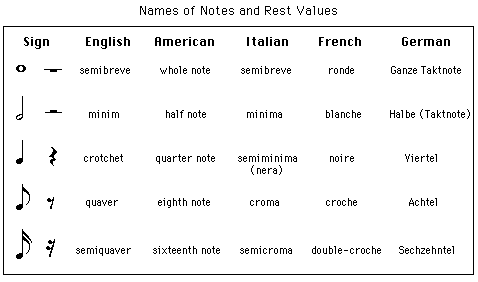 Names of Notes and Rest Values
Sign English American Italian French German
semibreve whole note semibreve ronde Ganze Taktnote
minim half note minima blanche Halbe (Taktnote)
crotchet quarter note semiminima noire Viertel
(nera)
quaver eighth note croma croche Achtel
semiquaver sixteenth note semicroma double-croche Sechzehntel